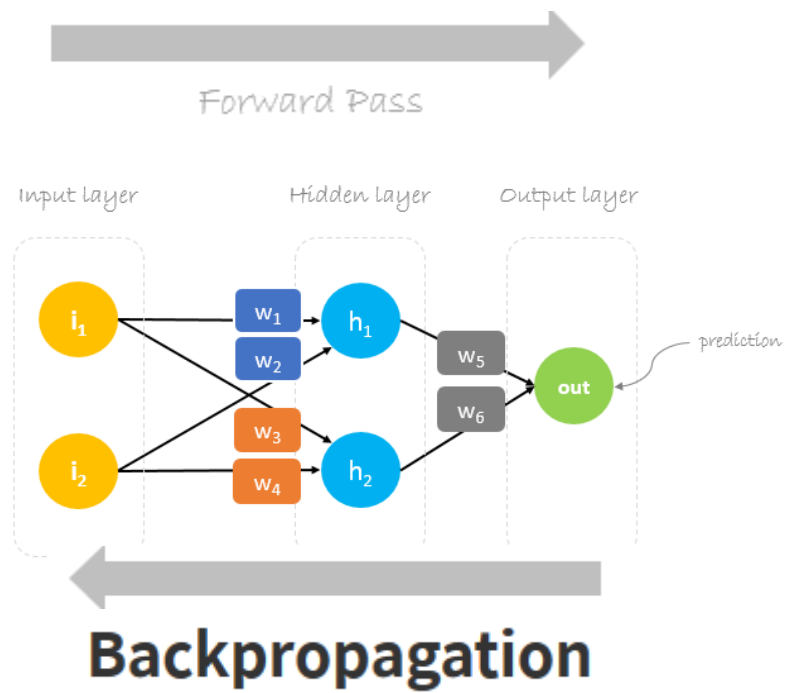 Forward Pass
Input layer
Hidden layer
Output layer
i₁
w₁
h₁
w₂
w₅
prediction
out
w₆
w₃
i₂
w₄
h₂
Backpropagation